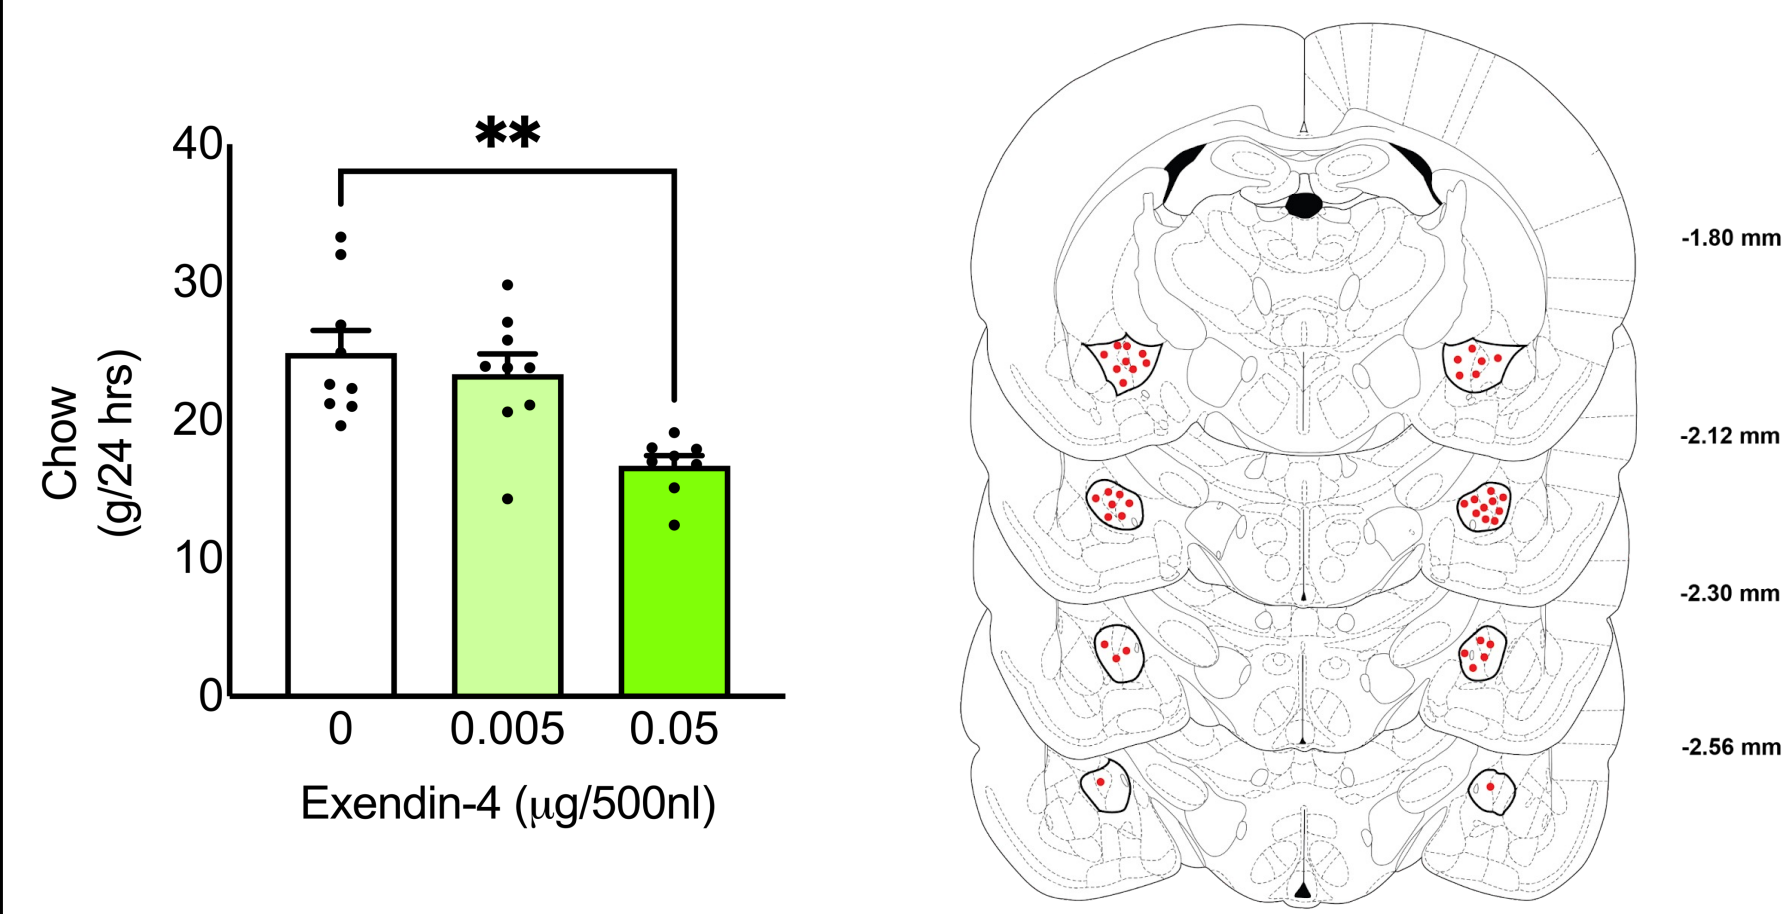 **
40
30
20
10
0
Chow
(g/24 hrs)
0 0.005 0.05
Exendin-4 (μg/500nl)
-1.80 mm
-2.12 mm
-2.30 mm
-2.56 mm